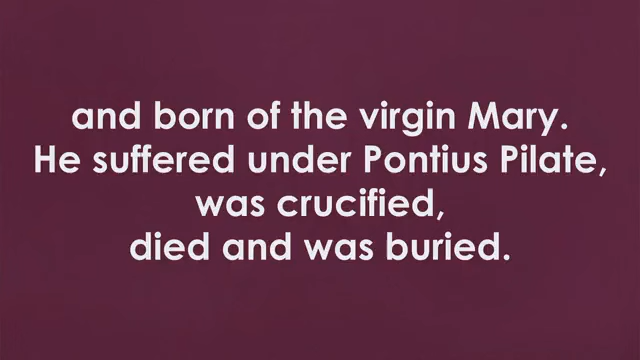 and born of the virgin Mary.
He suffered under Pontius Pilate,
was crucified,
died and was buried.